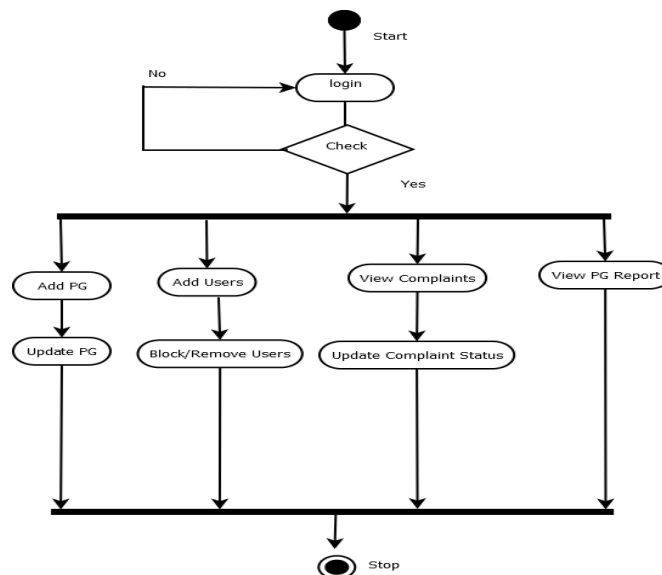 Start
No
login
Check
Yes
Add PG
Add Users
View Complaints
View PG Report
Update PG
Block/Remove Users
Update Complaint Status
Stop